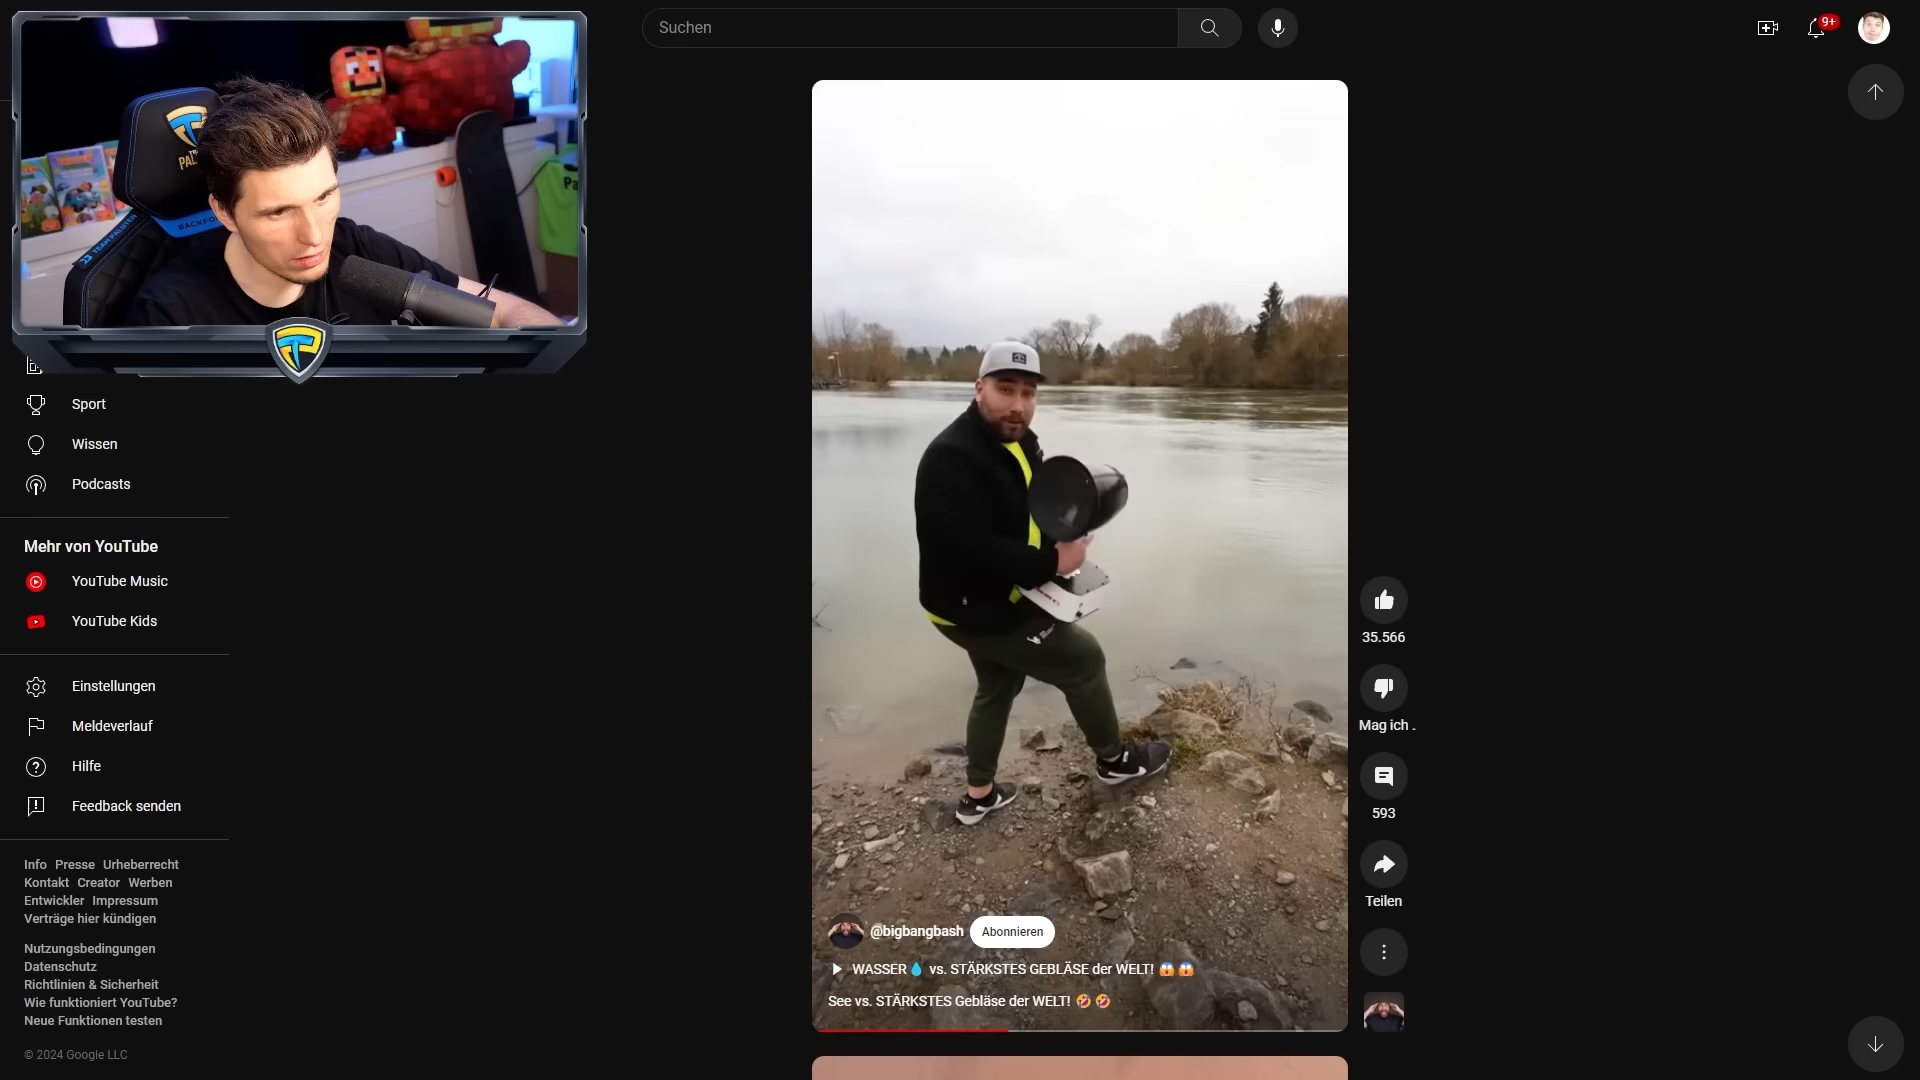 Suchen
9+
Sport
Wissen
Podcasts
Mehr von YouTube
YouTube Music
YouTube Kids
Einstellungen
Meldeverlauf
Hilfe
Feedback senden
Info Presse Urheberrecht
Kontakt Creator Werben
Entwickler Impressum
Verträge hier kündigen
Nutzungsbedingungen
Datenschutz
Richtlinien & Sicherheit
Wie funktioniert YouTube?
Neue Funktionen testen
© 2024 Google LLC
@bigbangbash Abonnieren
WASSER💧 vs. STÄRKSTES GEBLÄSE der WELT! 😱😱
See vs. STÄRKSTES Gebläse der WELT! 🤣🤣
35.566
Mag ich .
593
Teilen